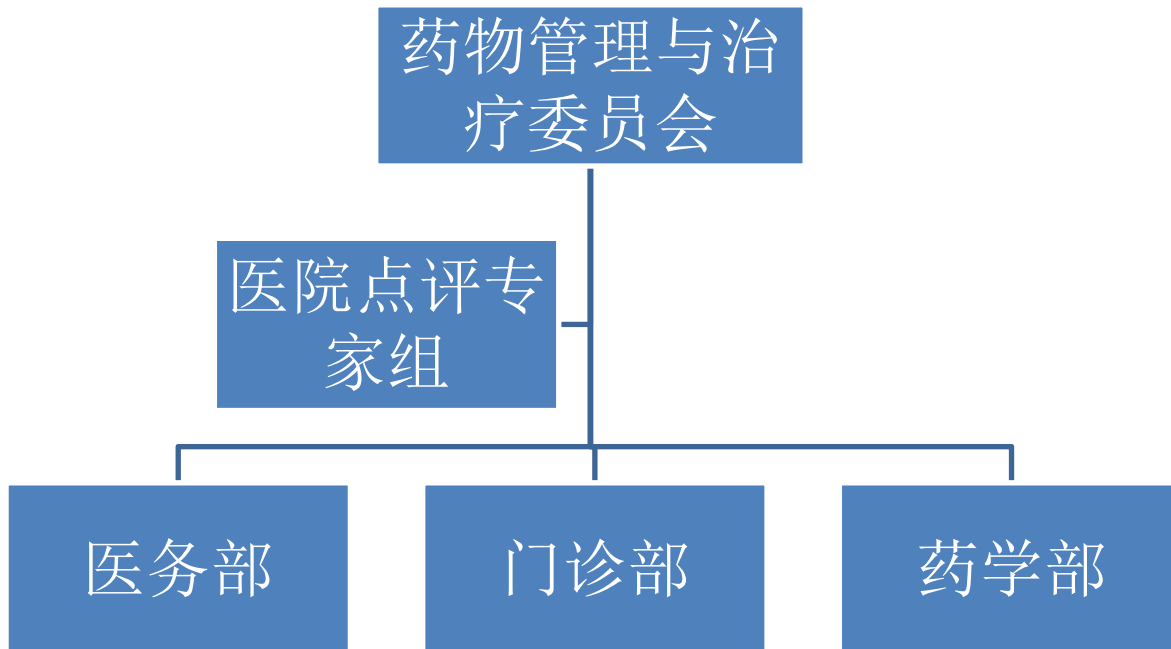 药物管理与治
疗委员会
医院点评专
家组
医务部
门诊部
药学部